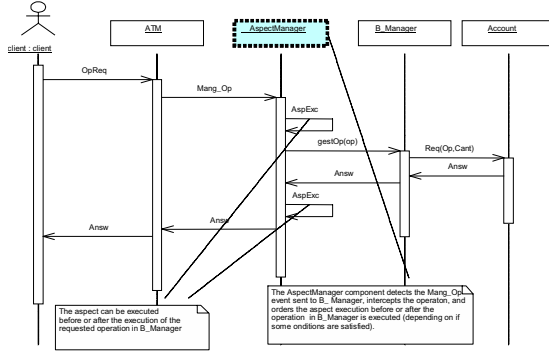 ATM
AspectManager
B_Manager
Account
client : client
OpReq
Mang_Op
AspExc
gestOp(op)
Req(Op,Cant)
Answ
Answ
AspExc
Answ
Answ
The AspectManager component detects the Mang_Op
event sent to B_ Manager, intercepts the operaton, and
orders the aspect execution before or after the
operation in B_Manager is executed (depending on if
some onditions are satisfied).
The aspect can be executed
before or after the execution of the
requested operation in B_Manager